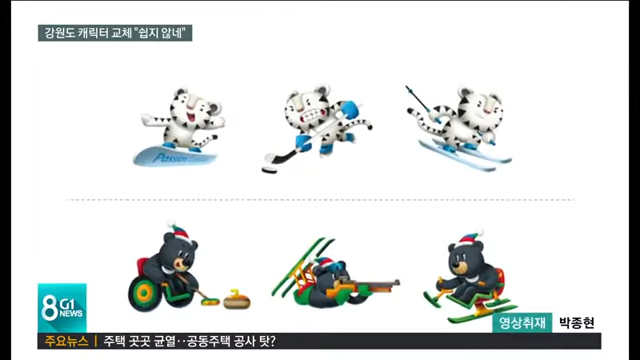 강원도 캐릭터 교체 "쉽지 않네"
Passion
8 G1
NEWS
영상취재 박종현
주요뉴스 주택 곳곳 균열‥공동주택 공사 탓?